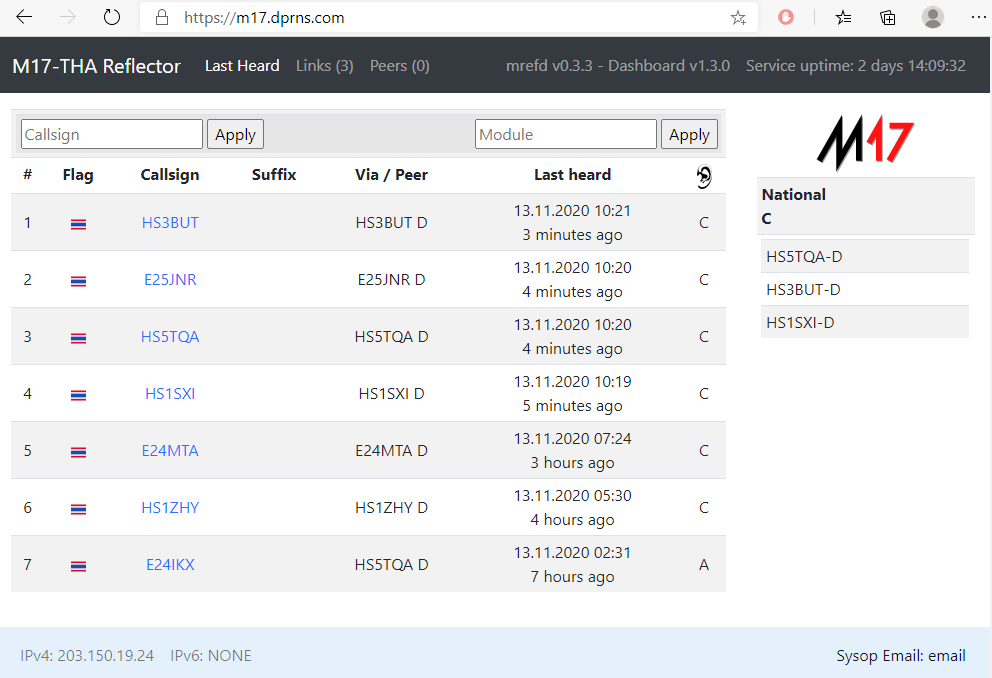 https://m17.dprns.com
M17-THA Reflector Last Heard Links (3) Peers (0) mrefd v0.3.3 - Dashboard v1.3.0 Service uptime: 2 days 14:09:32
Callsign Apply Module Apply
M17
# Flag Callsign Suffix Via / Peer Last heard
1 HS3BUT HS3BUT D 13.11.2020 10:21 3 minutes ago C
2 E25JNR E25JNR D 13.11.2020 10:20 4 minutes ago C
3 HS5TQA HS5TQA D 13.11.2020 10:20 4 minutes ago C
4 HS1SXI HS1SXI D 13.11.2020 10:19 5 minutes ago C
5 E24MTA E24MTA D 13.11.2020 07:24 3 hours ago C
6 HS1ZHY HS1ZHY D 13.11.2020 05:30 4 hours ago C
7 E24IKX HS5TQA D 13.11.2020 02:31 7 hours ago A
National
C
HS5TQA-D
HS3BUT-D
HS1SXI-D
IPv4: 203.150.19.24 IPv6: NONE Sysop Email: email